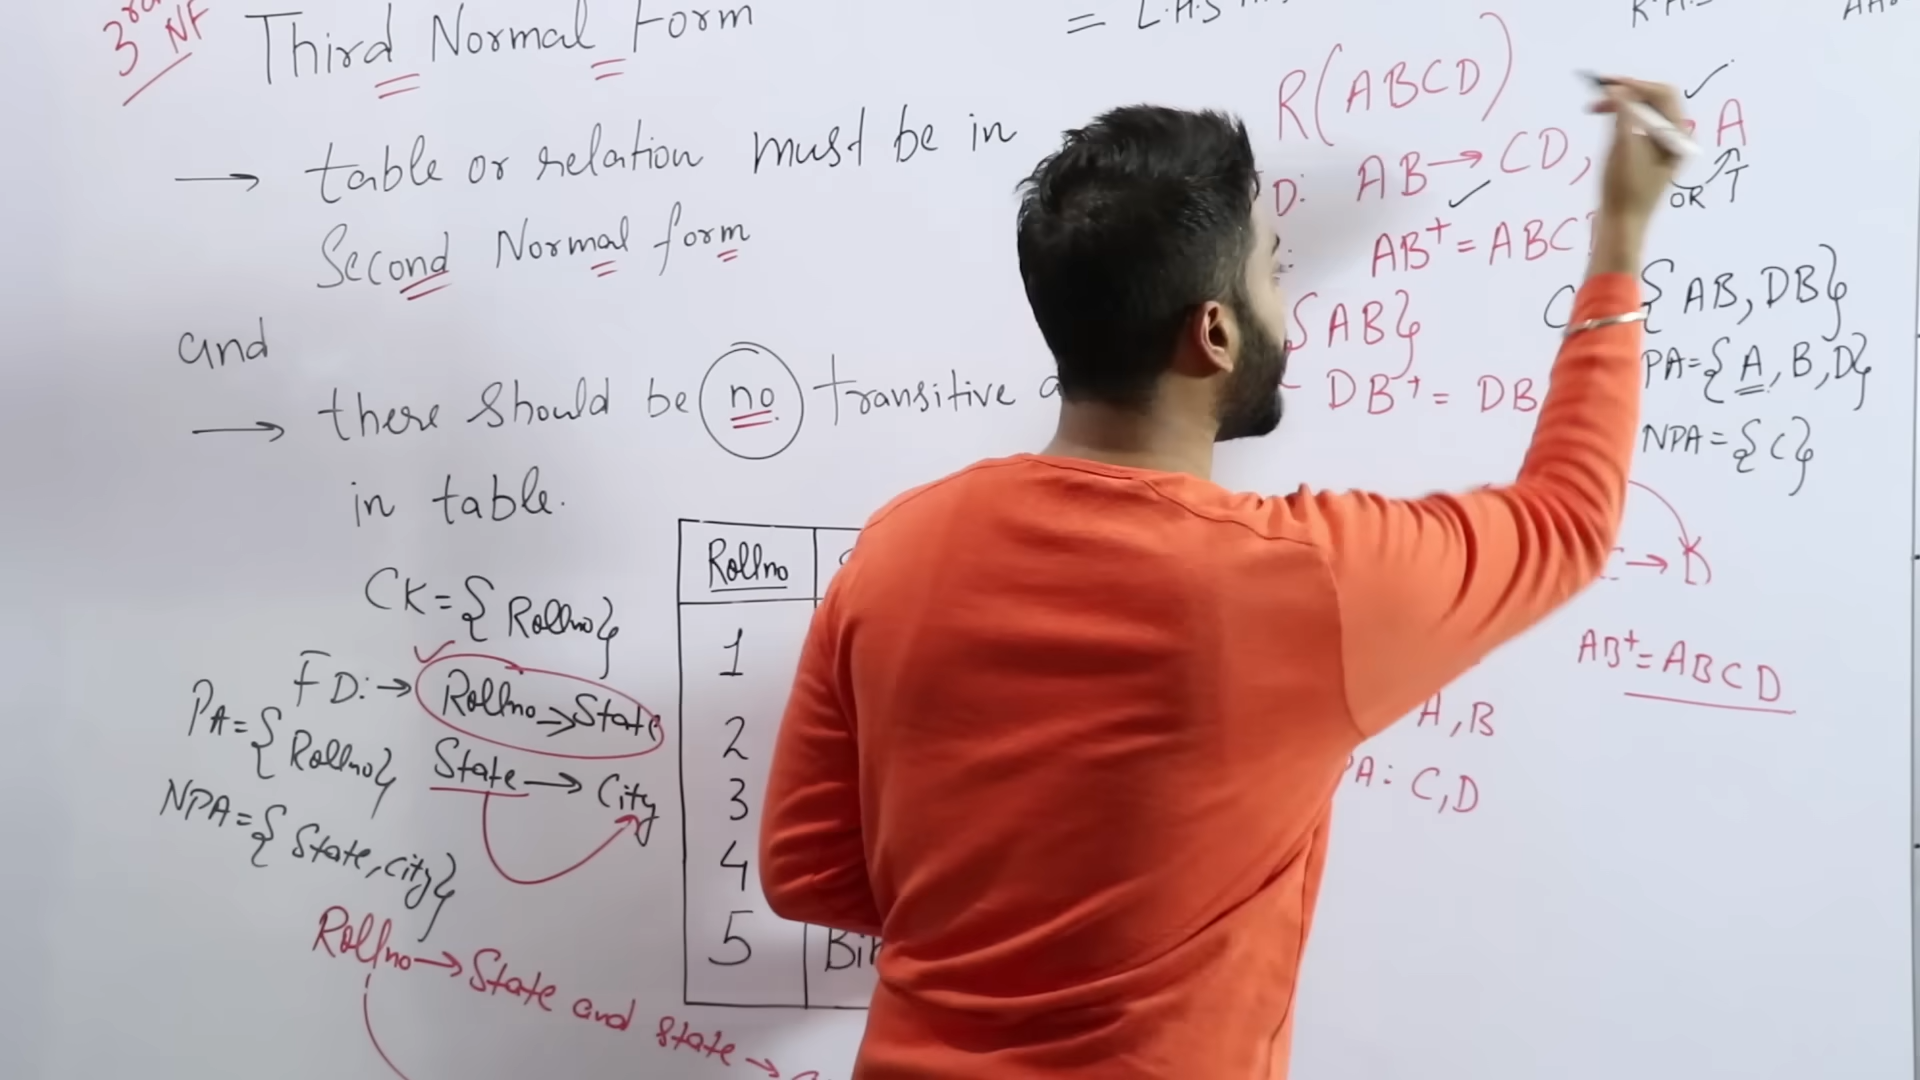 3rd NF
Third Normal Form
→ table or relation must be in
Second Normal form
and
→ there should be no transitive
in table.
CK={Rollno}
FD:→ Rollno→State
State→City
PA={Rollno}
NPA={State,city}
Rollno→State and state→
Rollno
1
2
3
4
5
= L.H.S
R(ABCD)
D: AB→CD, A
OR T
AB⁺=ABC
{AB}
DB⁺= DB
{AB,DB}
PA={A,B,D}
NPA={C}
AB⁺=ABCD
A,B
PA: C,D